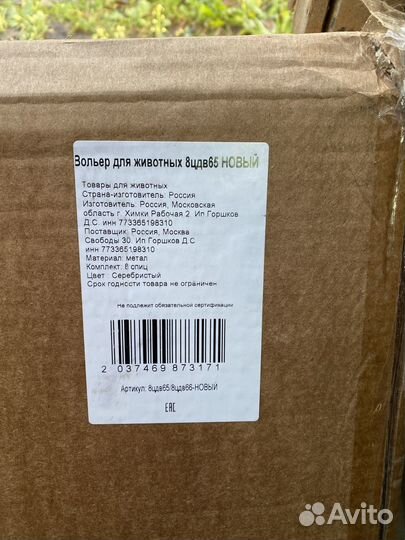 Вольер для животных 8цдв65 НОВЫЙ
Товары для животных
Страна-изготовитель: Россия
Изготовитель: Россия, Московская
область г. Химки Рабочая 2. Ип Горшков
Д.С. инн 773365198310
Поставщик: Россия, Москва
Свободы 30. Ип Горшков Д.С
инн 773365198310
Материал: метал
Комплект: 8 спиц
Цвет : Серебристый
Срок годности товара не ограничен
Не подлежит обязательной сертификации
2 037469 873171
Артикул: 8цдв65/8цдв66-НОВЫЙ
EAC
Avito